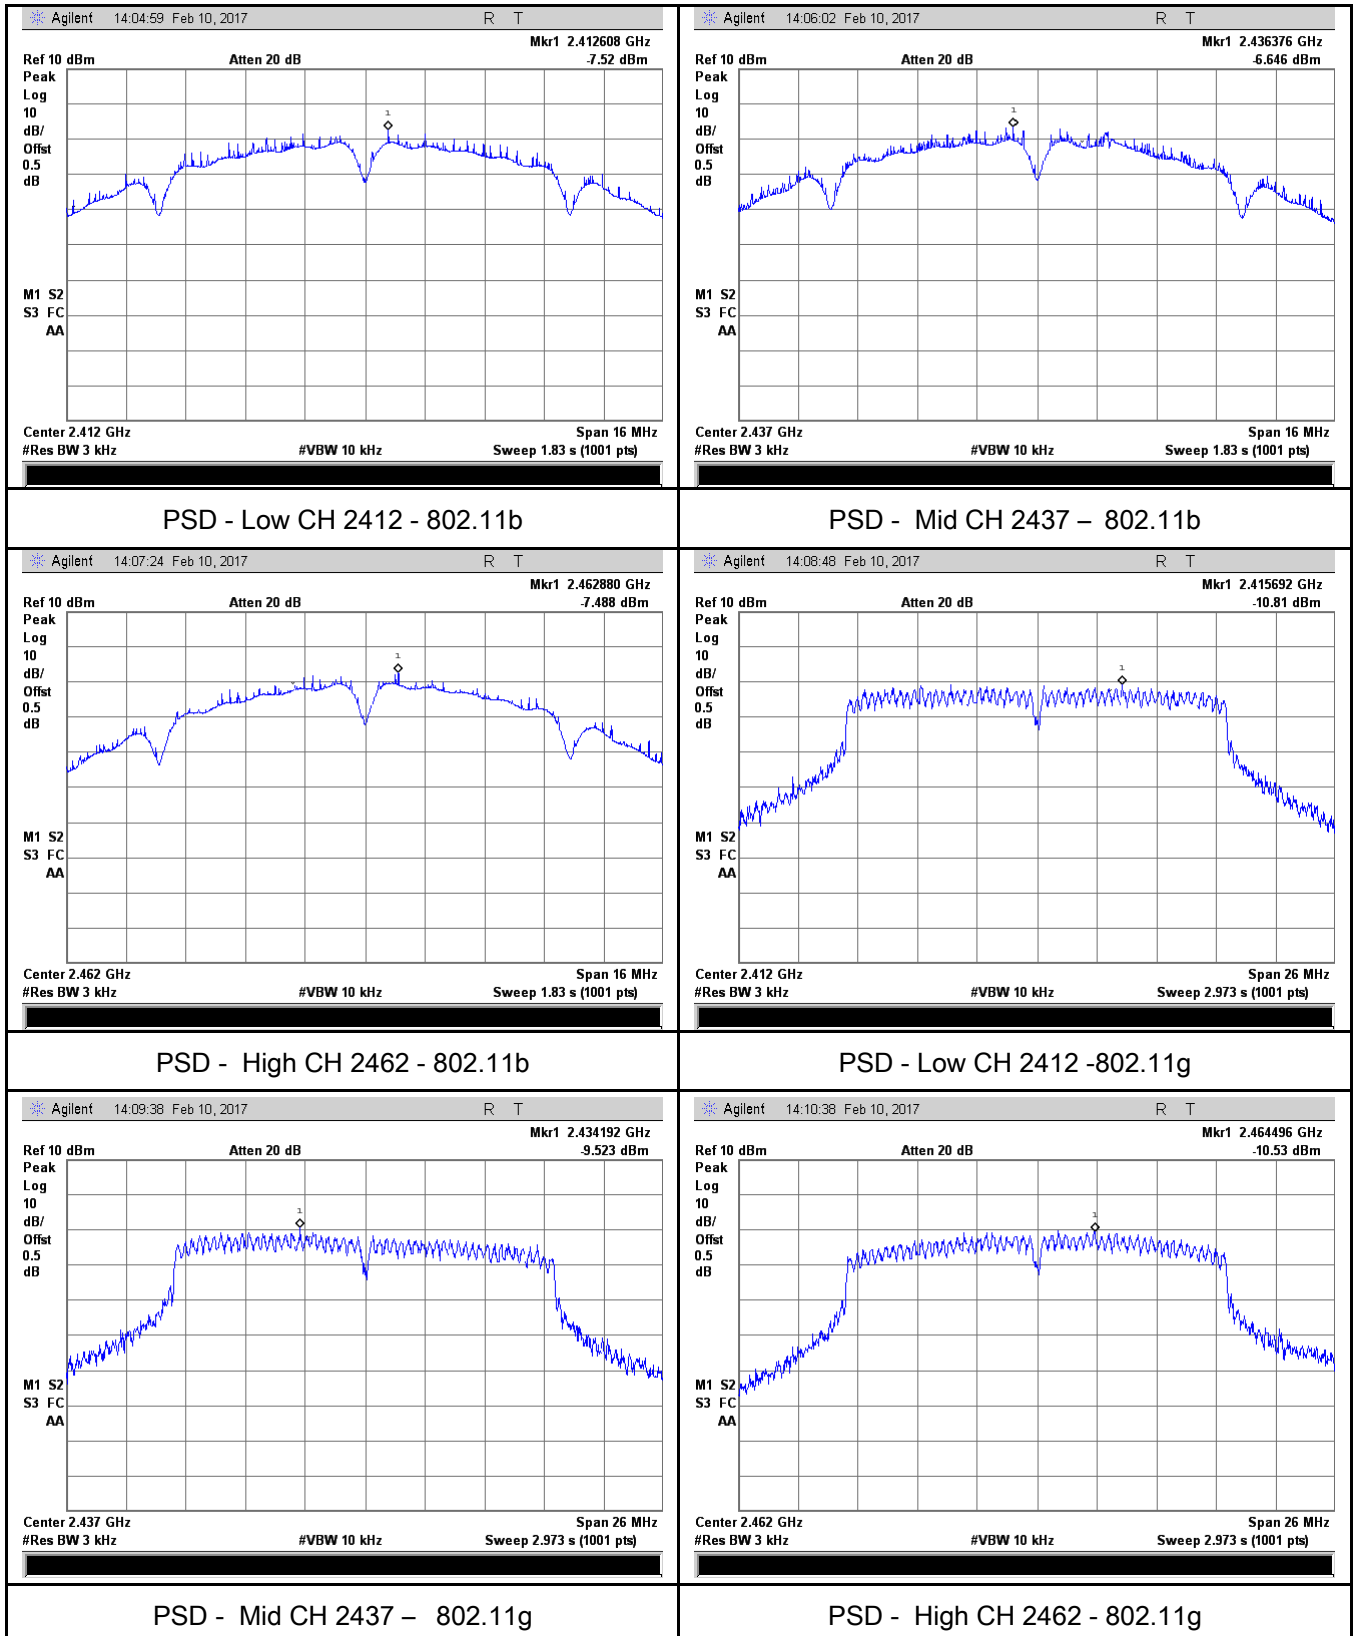 Agilent 14:04:59 Feb 10, 2017 R T
Mkr1 2.412608 GHz
Ref 10 dBm Atten 20 dB -7.52 dBm
Peak
Log
10
dB/
Offst
0.5
dB
1
M1 S2
S3 FC
AA
Center 2.412 GHz Span 16 MHz
#Res BW 3 kHz #VBW 10 kHz Sweep 1.83 s (1001 pts)
PSD - Low CH 2412 - 802.11b
Agilent 14:06:02 Feb 10, 2017 R T
Mkr1 2.436376 GHz
Ref 10 dBm Atten 20 dB -6.646 dBm
Peak
Log
10
dB/
Offst
0.5
dB
1
M1 S2
S3 FC
AA
Center 2.437 GHz Span 16 MHz
#Res BW 3 kHz #VBW 10 kHz Sweep 1.83 s (1001 pts)
PSD - Mid CH 2437 – 802.11b
Agilent 14:07:24 Feb 10, 2017 R T
Mkr1 2.462880 GHz
Ref 10 dBm Atten 20 dB -7.488 dBm
Peak
Log
10
dB/
Offst
0.5
dB
1
M1 S2
S3 FC
AA
Center 2.462 GHz Span 16 MHz
#Res BW 3 kHz #VBW 10 kHz Sweep 1.83 s (1001 pts)
PSD - High CH 2462 - 802.11b
Agilent 14:08:48 Feb 10, 2017 R T
Mkr1 2.415692 GHz
Ref 10 dBm Atten 20 dB -10.81 dBm
Peak
Log
10
dB/
Offst
0.5
dB
1
M1 S2
S3 FC
AA
Center 2.412 GHz Span 26 MHz
#Res BW 3 kHz #VBW 10 kHz Sweep 2.973 s (1001 pts)
PSD - Low CH 2412 -802.11g
Agilent 14:09:38 Feb 10, 2017 R T
Mkr1 2.434192 GHz
Ref 10 dBm Atten 20 dB -9.523 dBm
Peak
Log
10
dB/
Offst
0.5
dB
1
M1 S2
S3 FC
AA
Center 2.437 GHz Span 26 MHz
#Res BW 3 kHz #VBW 10 kHz Sweep 2.973 s (1001 pts)
PSD - Mid CH 2437 – 802.11g
Agilent 14:10:38 Feb 10, 2017 R T
Mkr1 2.464496 GHz
Ref 10 dBm Atten 20 dB -10.53 dBm
Peak
Log
10
dB/
Offst
0.5
dB
1
M1 S2
S3 FC
AA
Center 2.462 GHz Span 26 MHz
#Res BW 3 kHz #VBW 10 kHz Sweep 2.973 s (1001 pts)
PSD - High CH 2462 - 802.11g